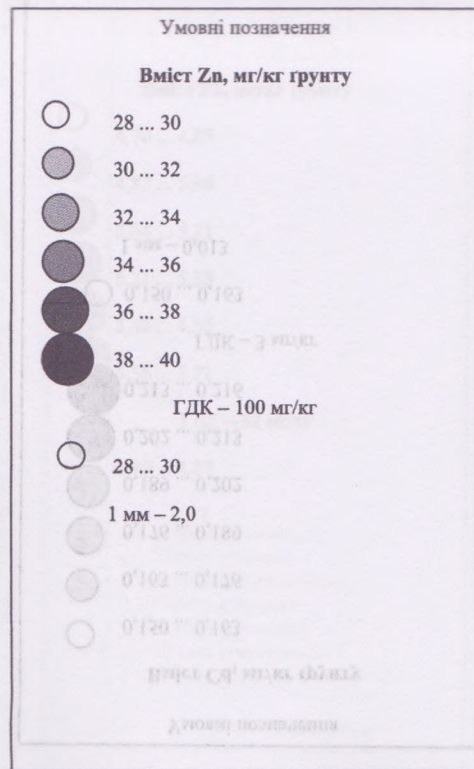 Умовні позначення
Вміст Zn, мг/кг ґрунту
28 ... 30
30 ... 32
32 ... 34
34 ... 36
36 ... 38
38 ... 40
ГДК – 100 мг/кг
28 ... 30
1 мм – 2,0